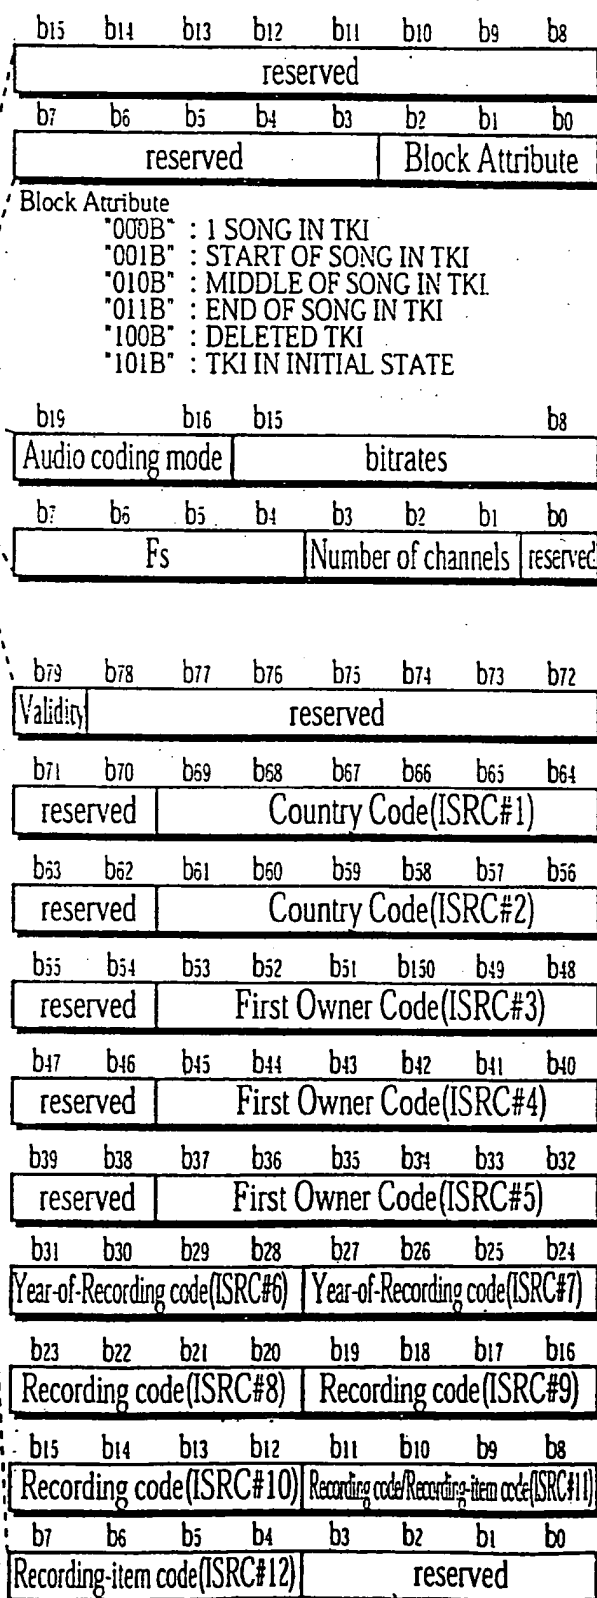 b15 b14 b13 b12 b11 b10 b9 b8
reserved
b7 b6 b5 b4 b3 b2 b1 b0
reserved Block Attribute
Block Attribute
"000B" : 1 SONG IN TKI
"001B" : START OF SONG IN TKI
"010B" : MIDDLE OF SONG IN TKI
"011B" : END OF SONG IN TKI
"100B" : DELETED TKI
"101B" : TKI IN INITIAL STATE
b19 b16 b15 b8
Audio coding mode bitrates
b7 b6 b5 b4 b3 b2 b1 b0
Fs Number of channels reserved
b79 b78 b77 b76 b75 b74 b73 b72
Validity reserved
b71 b70 b69 b68 b67 b66 b65 b64
reserved Country Code(ISRC#1)
b63 b62 b61 b60 b59 b58 b57 b56
reserved Country Code(ISRC#2)
b55 b54 b53 b52 b51 b150 b49 b48
reserved First Owner Code(ISRC#3)
b47 b46 b45 b44 b43 b42 b41 b40
reserved First Owner Code(ISRC#4)
b39 b38 b37 b36 b35 b34 b33 b32
reserved First Owner Code(ISRC#5)
b31 b30 b29 b28 b27 b26 b25 b24
Year-of-Recording code(ISRC#6) Year-of-Recording code(ISRC#7)
b23 b22 b21 b20 b19 b18 b17 b16
Recording code(ISRC#8) Recording code(ISRC#9)
b15 b14 b13 b12 b11 b10 b9 b8
Recording code(ISRC#10) Recording code/Recording-item code(ISRC#11)
b7 b6 b5 b4 b3 b2 b1 b0
Recording-item code(ISRC#12) reserved